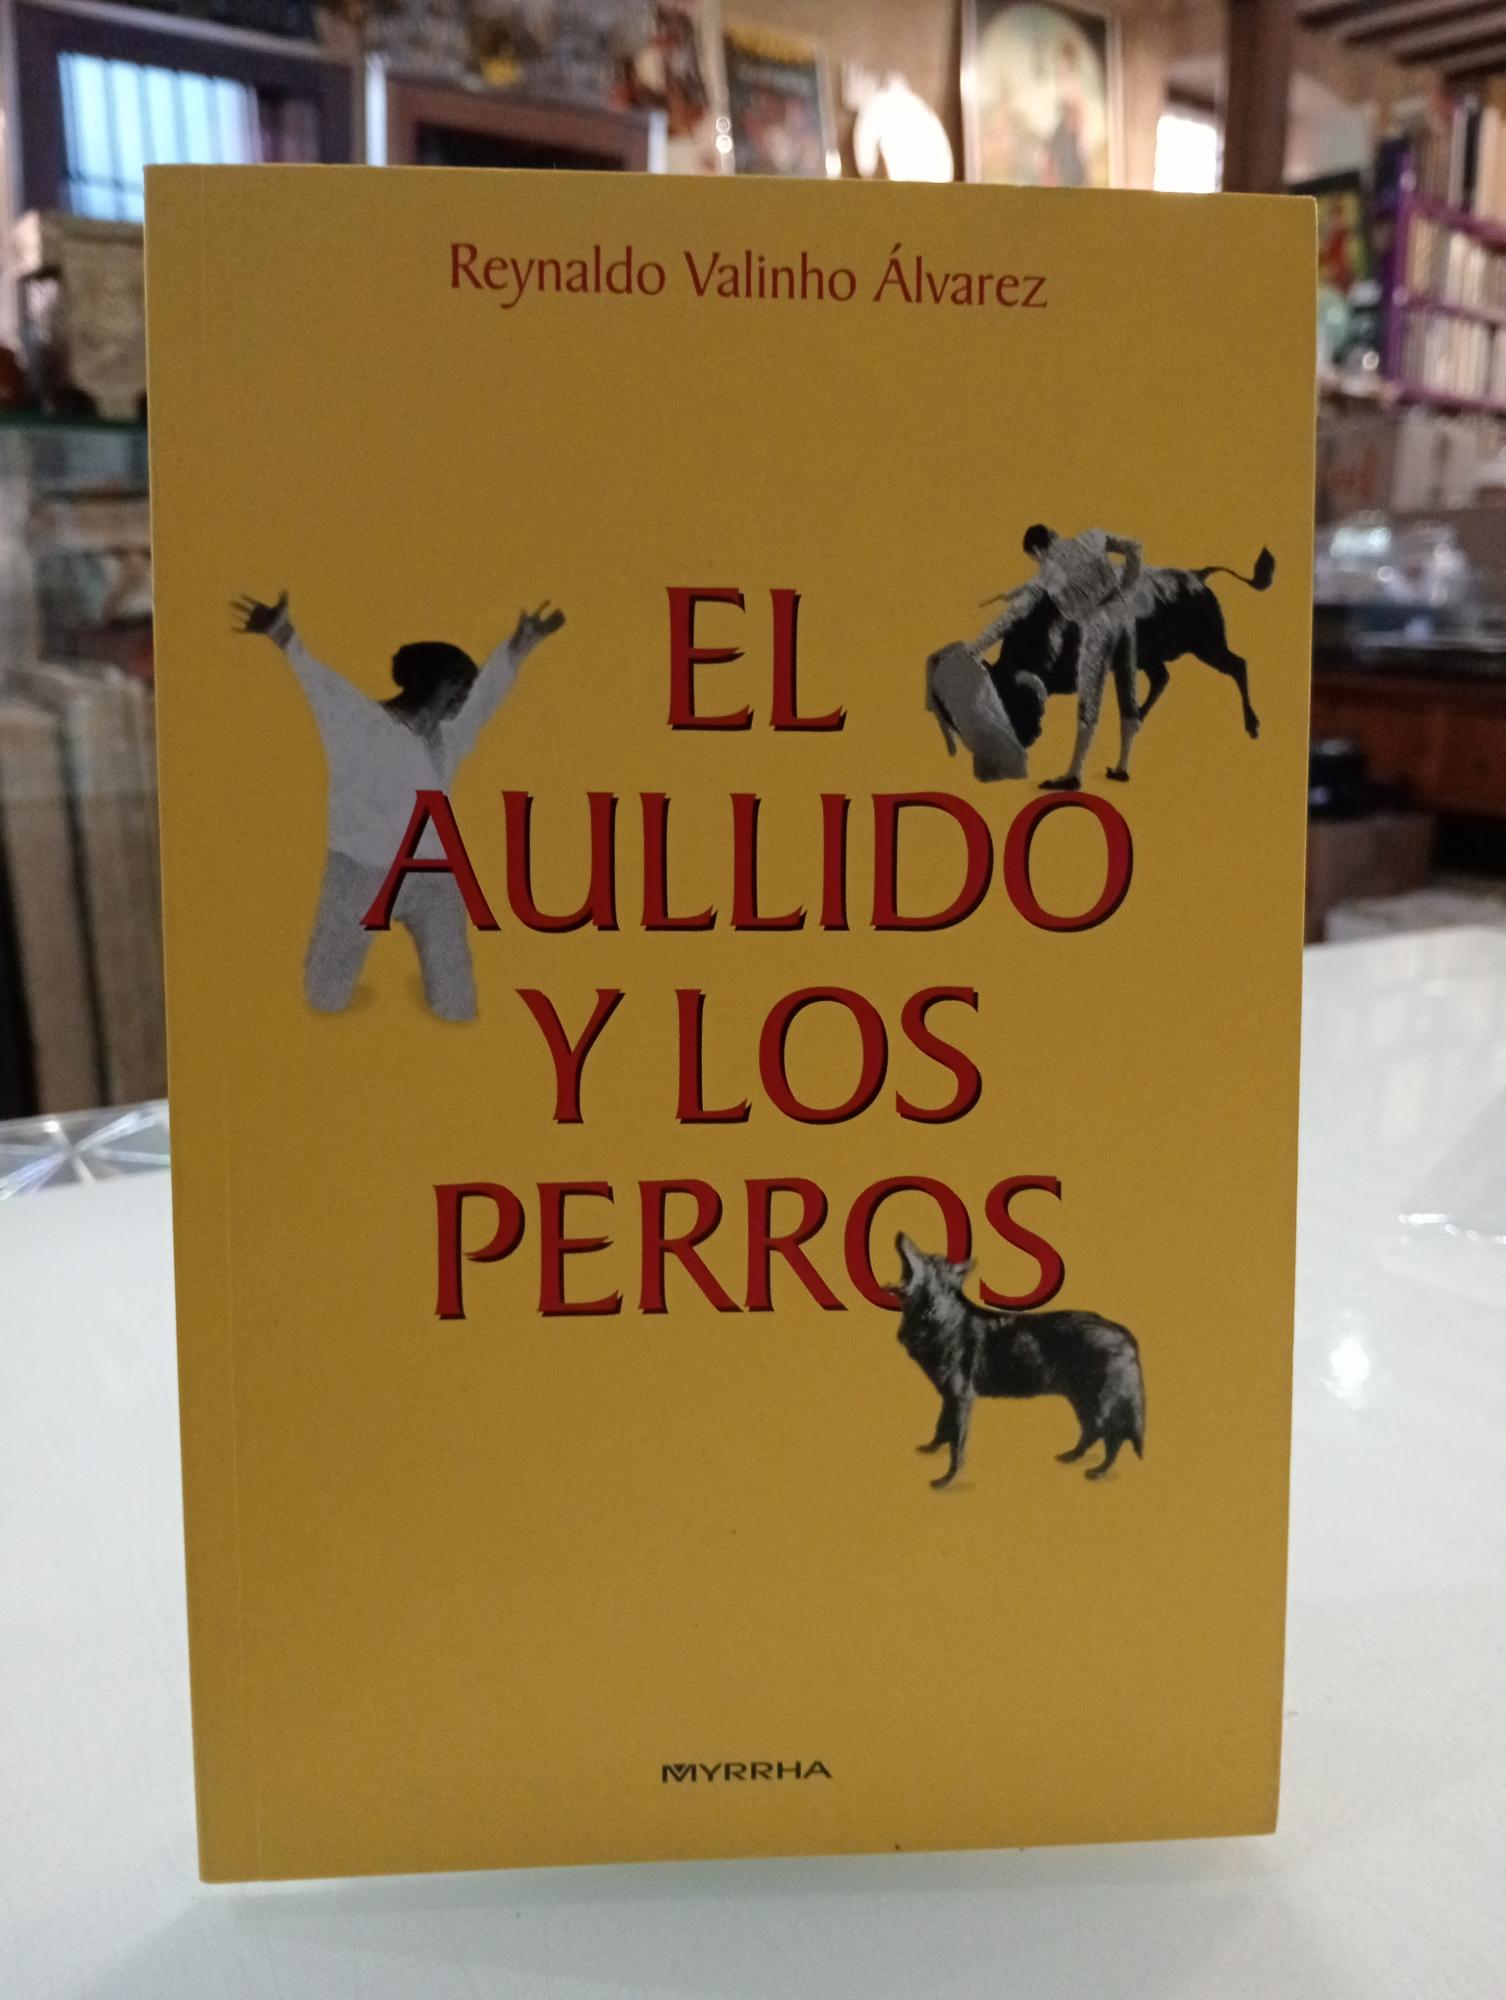 Reynaldo Valinho Álvarez
EL
AULLIDO
Y LOS
PERROS
MYRRHA